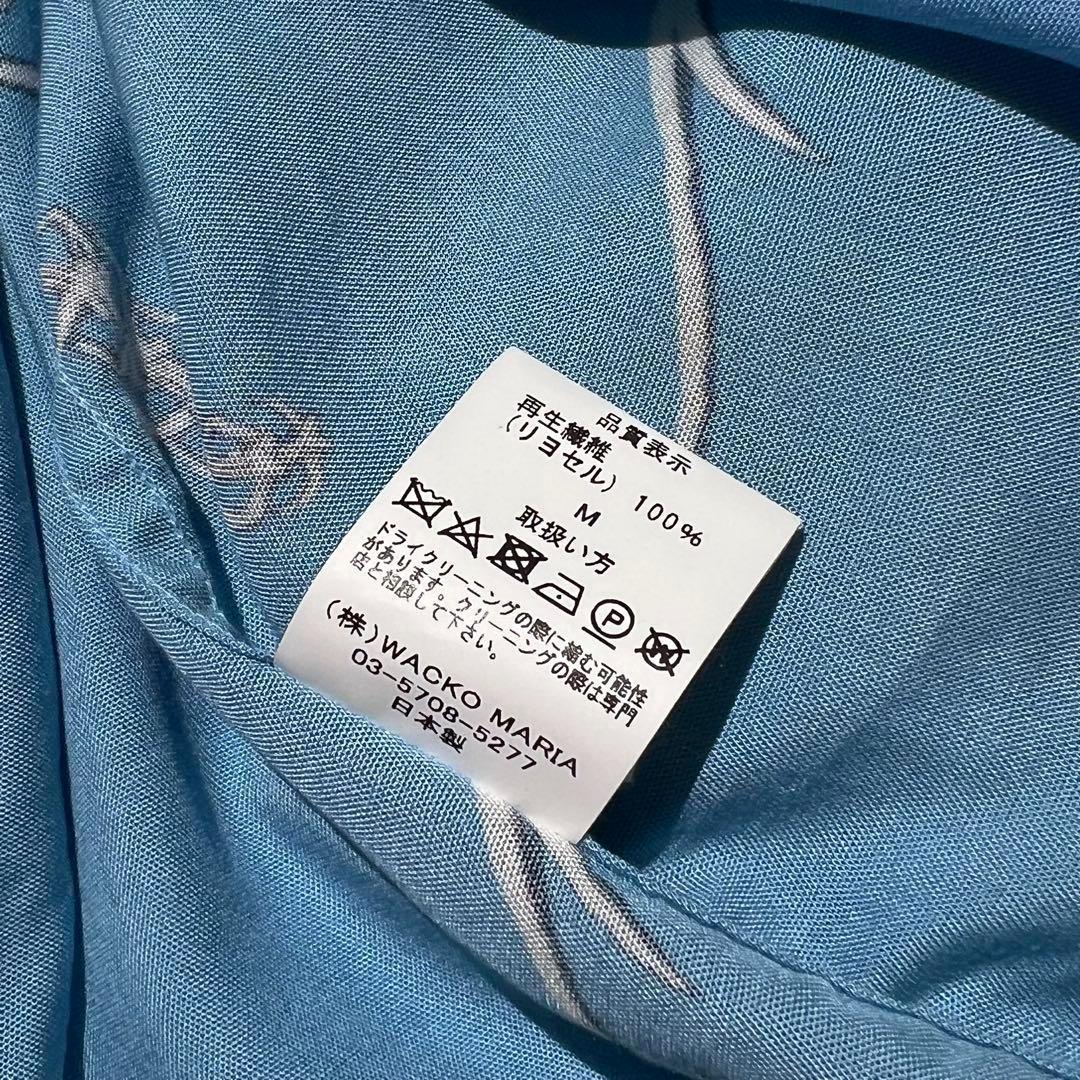 品質表示
再生繊維
(リヨセル) 100%
M
取扱い方
P
W
ドライクリーニングの際に縮む可能性
があります。クリーニングの際は専門
店と相談して下さい。
(株)WACKO MARIA
03-5708-5277
日本製